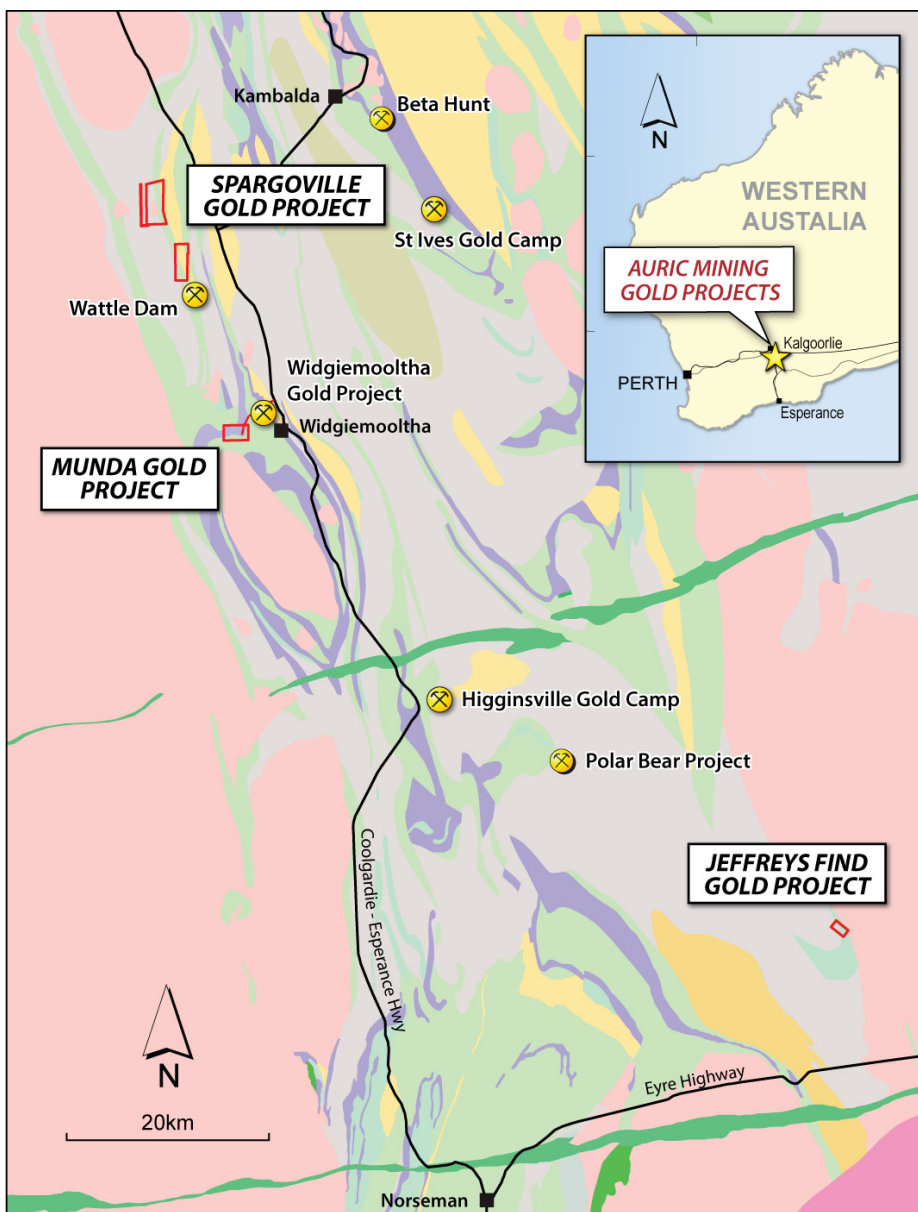 Kambalda
Beta Hunt
SPARGOVILLE
GOLD PROJECT
St Ives Gold Camp
Wattle Dam
Widgiemooltha
Gold Project
Widgiemooltha
MUNDA GOLD
PROJECT
Higginsville Gold Camp
Polar Bear Project
JEFFREYS FIND
GOLD PROJECT
Coolgardie - Esperance Hwy
Eyre Highway
Norseman
N
20km
N
WESTERN
AUSTALIA
AURIC MINING
GOLD PROJECTS
Kalgoorlie
PERTH
Esperance